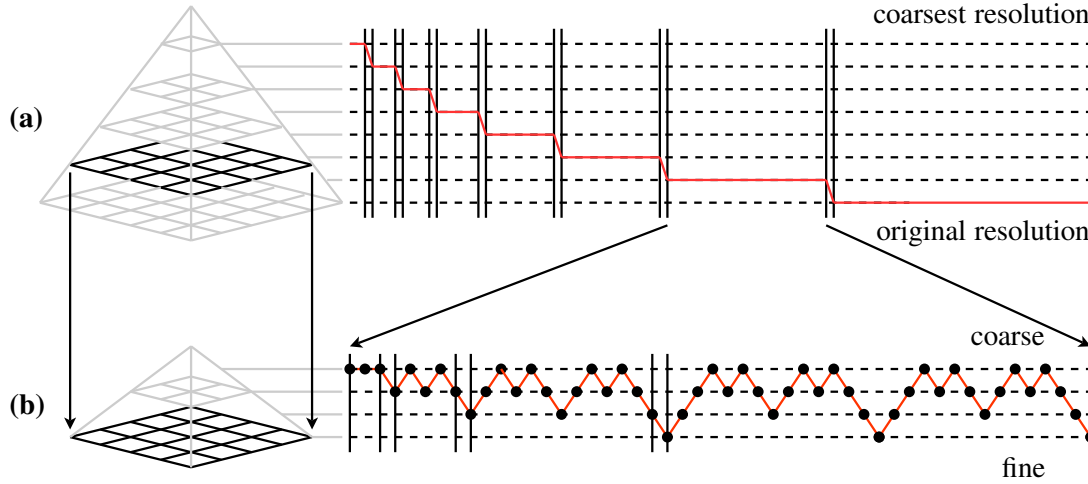 coarsest resolution
(a)
original resolution
coarse
(b)
fine